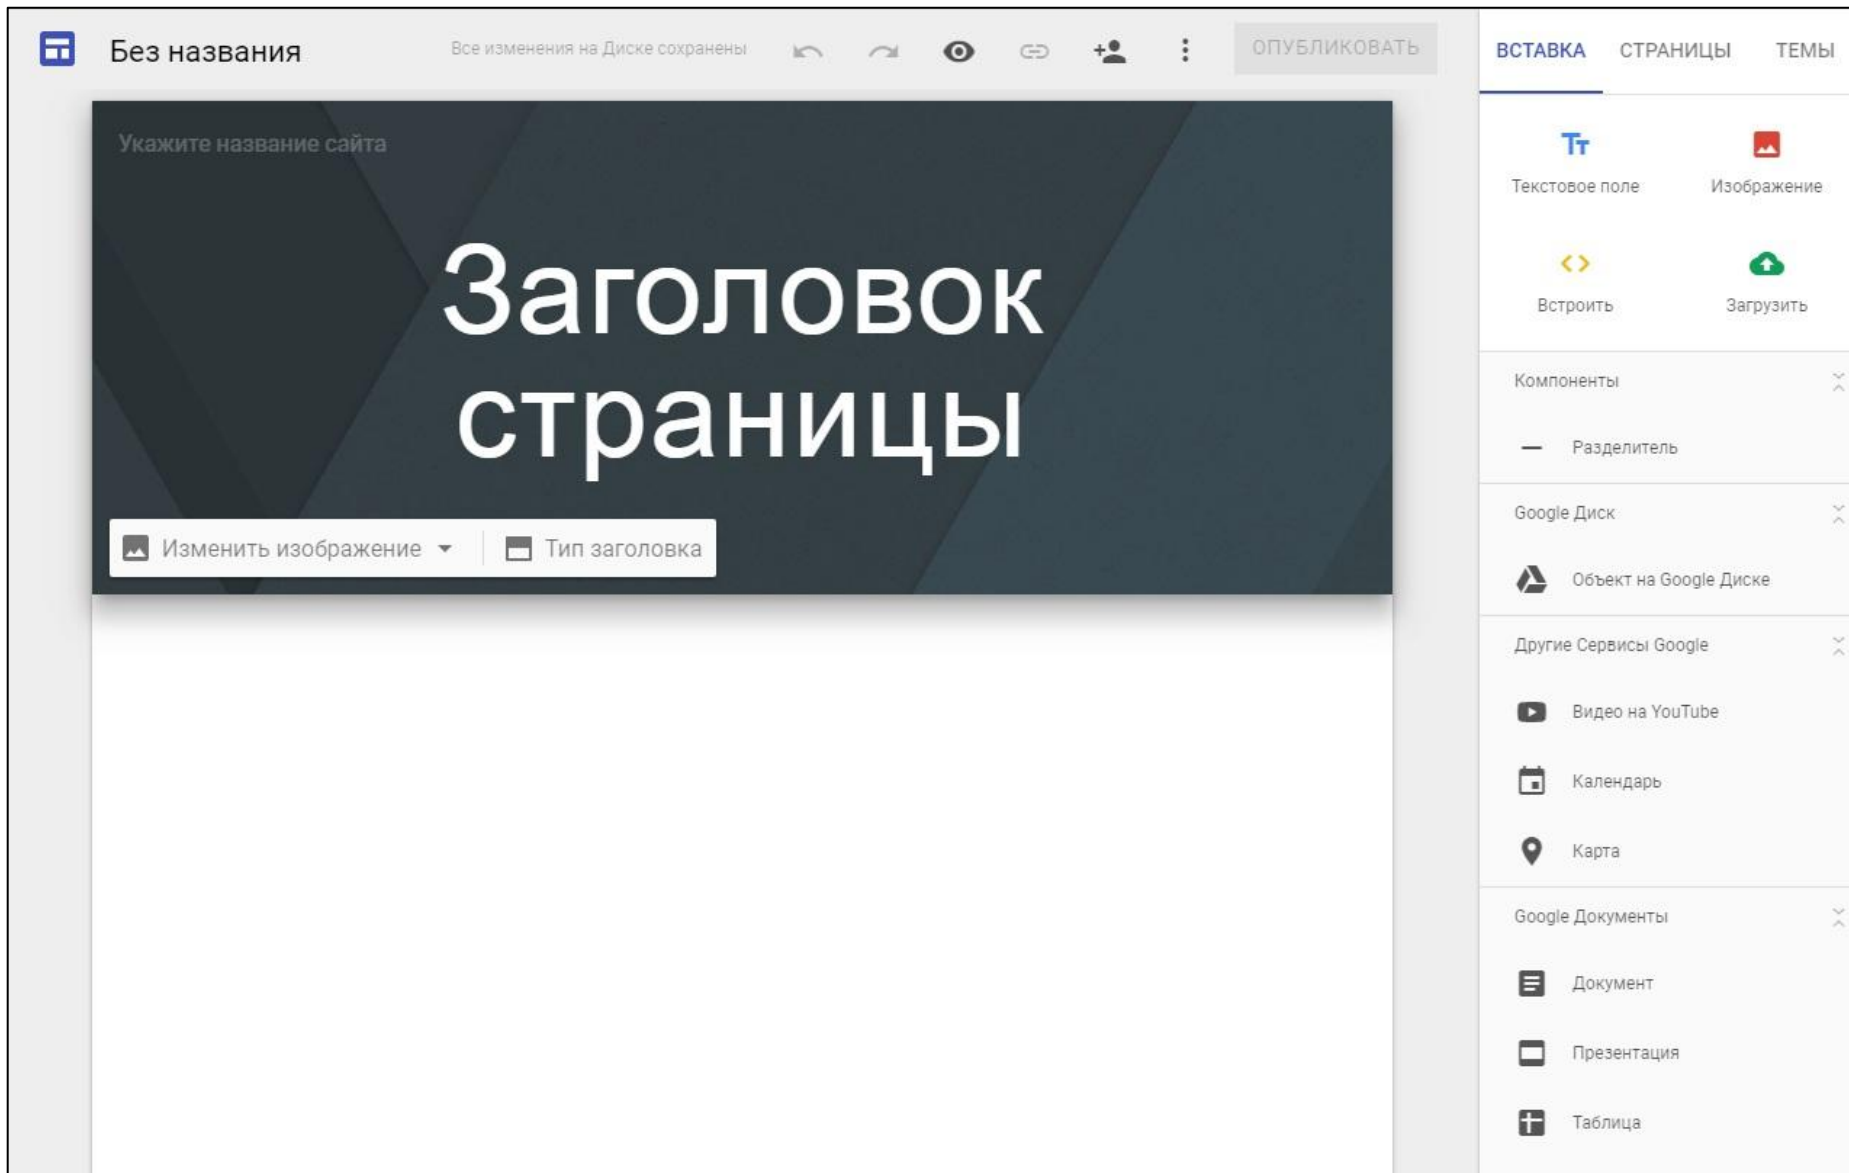 Без названия
Все изменения на Диске сохранены
ОПУБЛИКОВАТЬ
ВСТАВКА СТРАНИЦЫ ТЕМЫ
Укажите название сайта
Заголовок
страницы
Изменить изображение
Тип заголовка
Текстовое поле
Изображение
Встроить
Загрузить
Компоненты
Разделитель
Google Диск
Объект на Google Диске
Другие Сервисы Google
Видео на YouTube
Календарь
Карта
Google Документы
Документ
Презентация
Таблица